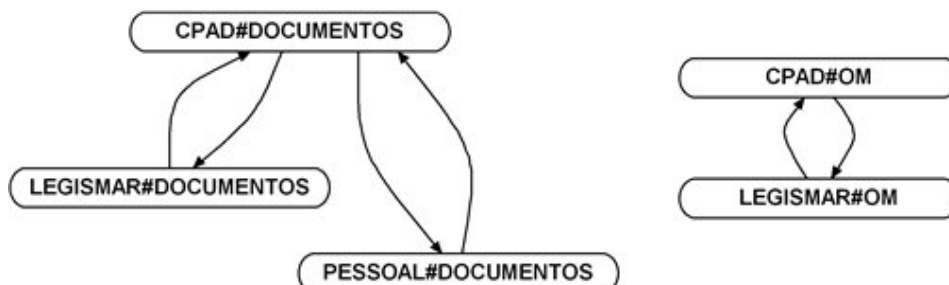 CPAD#DOCUMENTOS
CPAD#OM
LEGISMAR#DOCUMENTOS
LEGISMAR#OM
PESSOAL#DOCUMENTOS